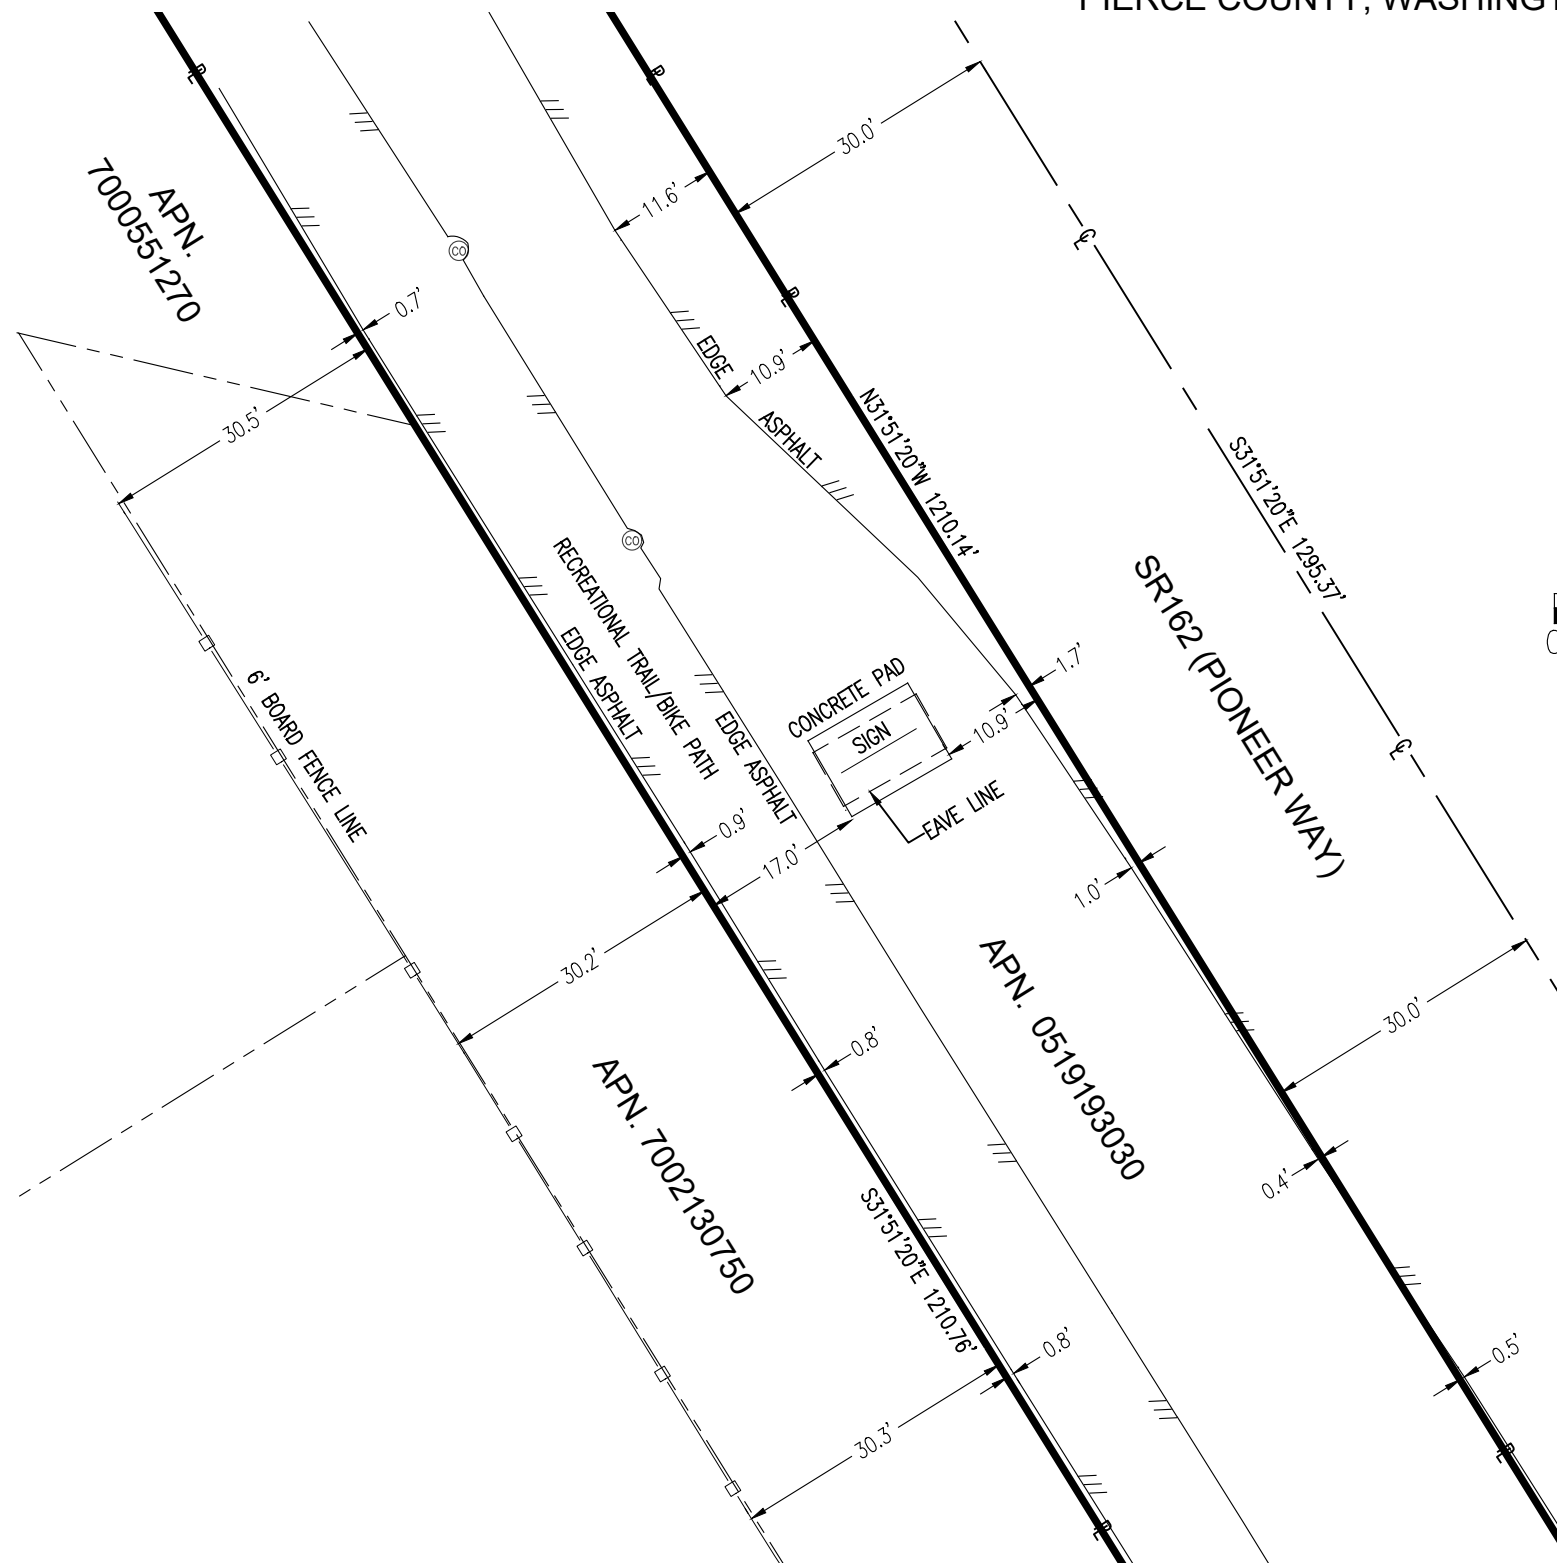 30.0'
11.6'
APN.
7000551270
0.7'
EDGE
10.9'
ASPHALT
30.5'
N31°51'20"W 1210.14'
S31°51'20"E 1295.37'
CO
CO
RECREATIONAL TRAIL/BIKE PATH
EDGE ASPHALT
EDGE ASPHALT
6' BOARD FENCE LINE
CONCRETE PAD
SIGN
EAVE LINE
1.7'
10.9'
SR162 (PIONEER WAY)
0.9'
17.0'
1.0'
30.2'
APN. 0519193030
30.0'
0.8'
APN. 7002130750
0.4'
S31°51'20"E 1210.76'
0.8'
0.5'
30.3'